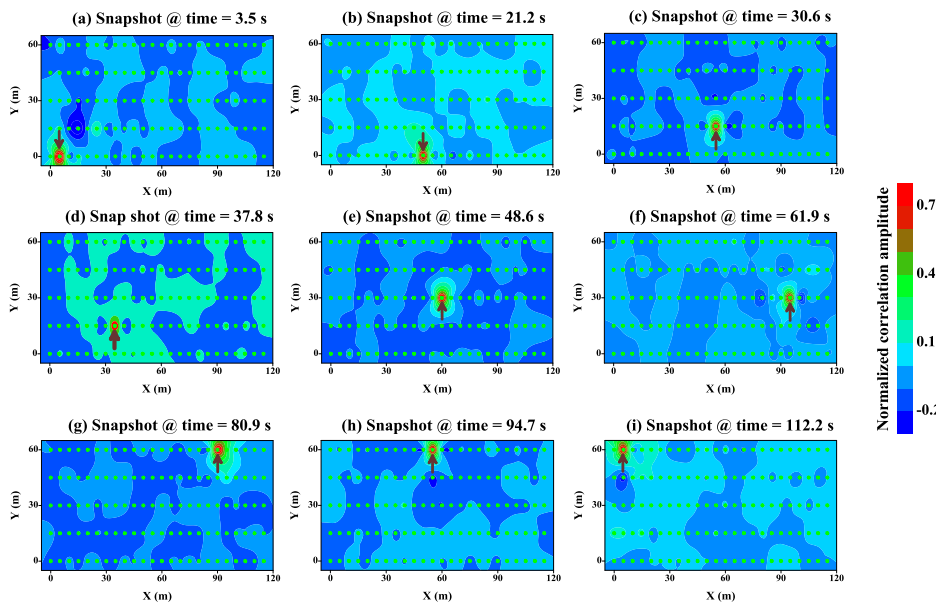 (a) Snapshot @ time = 3.5 s
(b) Snapshot @ time = 21.2 s
(c) Snapshot @ time = 30.6 s
60
30
0
Y (m)
0
30
60
90
120
X (m)
60
30
0
Y (m)
0
30
60
90
120
X (m)
60
30
0
Y (m)
0
30
60
90
120
X (m)
(d) Snap shot @ time = 37.8 s
(e) Snapshot @ time = 48.6 s
(f) Snapshot @ time = 61.9 s
60
30
0
Y (m)
0
30
60
90
120
X (m)
60
30
0
Y (m)
0
30
60
90
120
X (m)
60
30
0
Y (m)
0
30
60
90
120
X (m)
(g) Snapshot @ time = 80.9 s
(h) Snapshot @ time = 94.7 s
(i) Snapshot @ time = 112.2 s
60
30
0
Y (m)
0
30
60
90
120
X (m)
60
30
0
Y (m)
0
30
60
90
120
X (m)
60
30
0
Y (m)
0
30
60
90
120
X (m)
Normalized correlation amplitude
0.7
0.4
0.1
-0.2